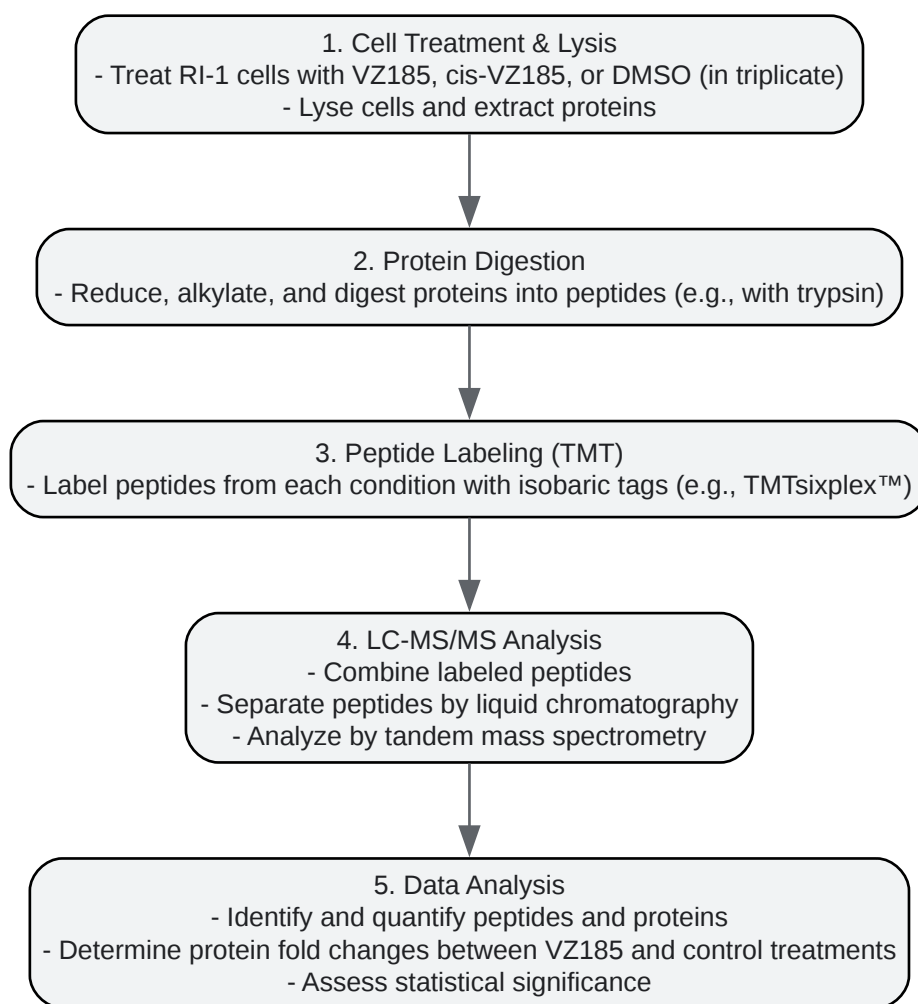 1. Cell Treatment & Lysis
- Treat RI-1 cells with VZ185, cis-VZ185, or DMSO (in triplicate)
- Lyse cells and extract proteins
2. Protein Digestion
- Reduce, alkylate, and digest proteins into peptides (e.g., with trypsin)
3. Peptide Labeling (TMT)
- Label peptides from each condition with isobaric tags (e.g., TMTsixplex™)
4. LC-MS/MS Analysis
- Combine labeled peptides
- Separate peptides by liquid chromatography
- Analyze by tandem mass spectrometry
5. Data Analysis
- Identify and quantify peptides and proteins
- Determine protein fold changes between VZ185 and control treatments
- Assess statistical significance